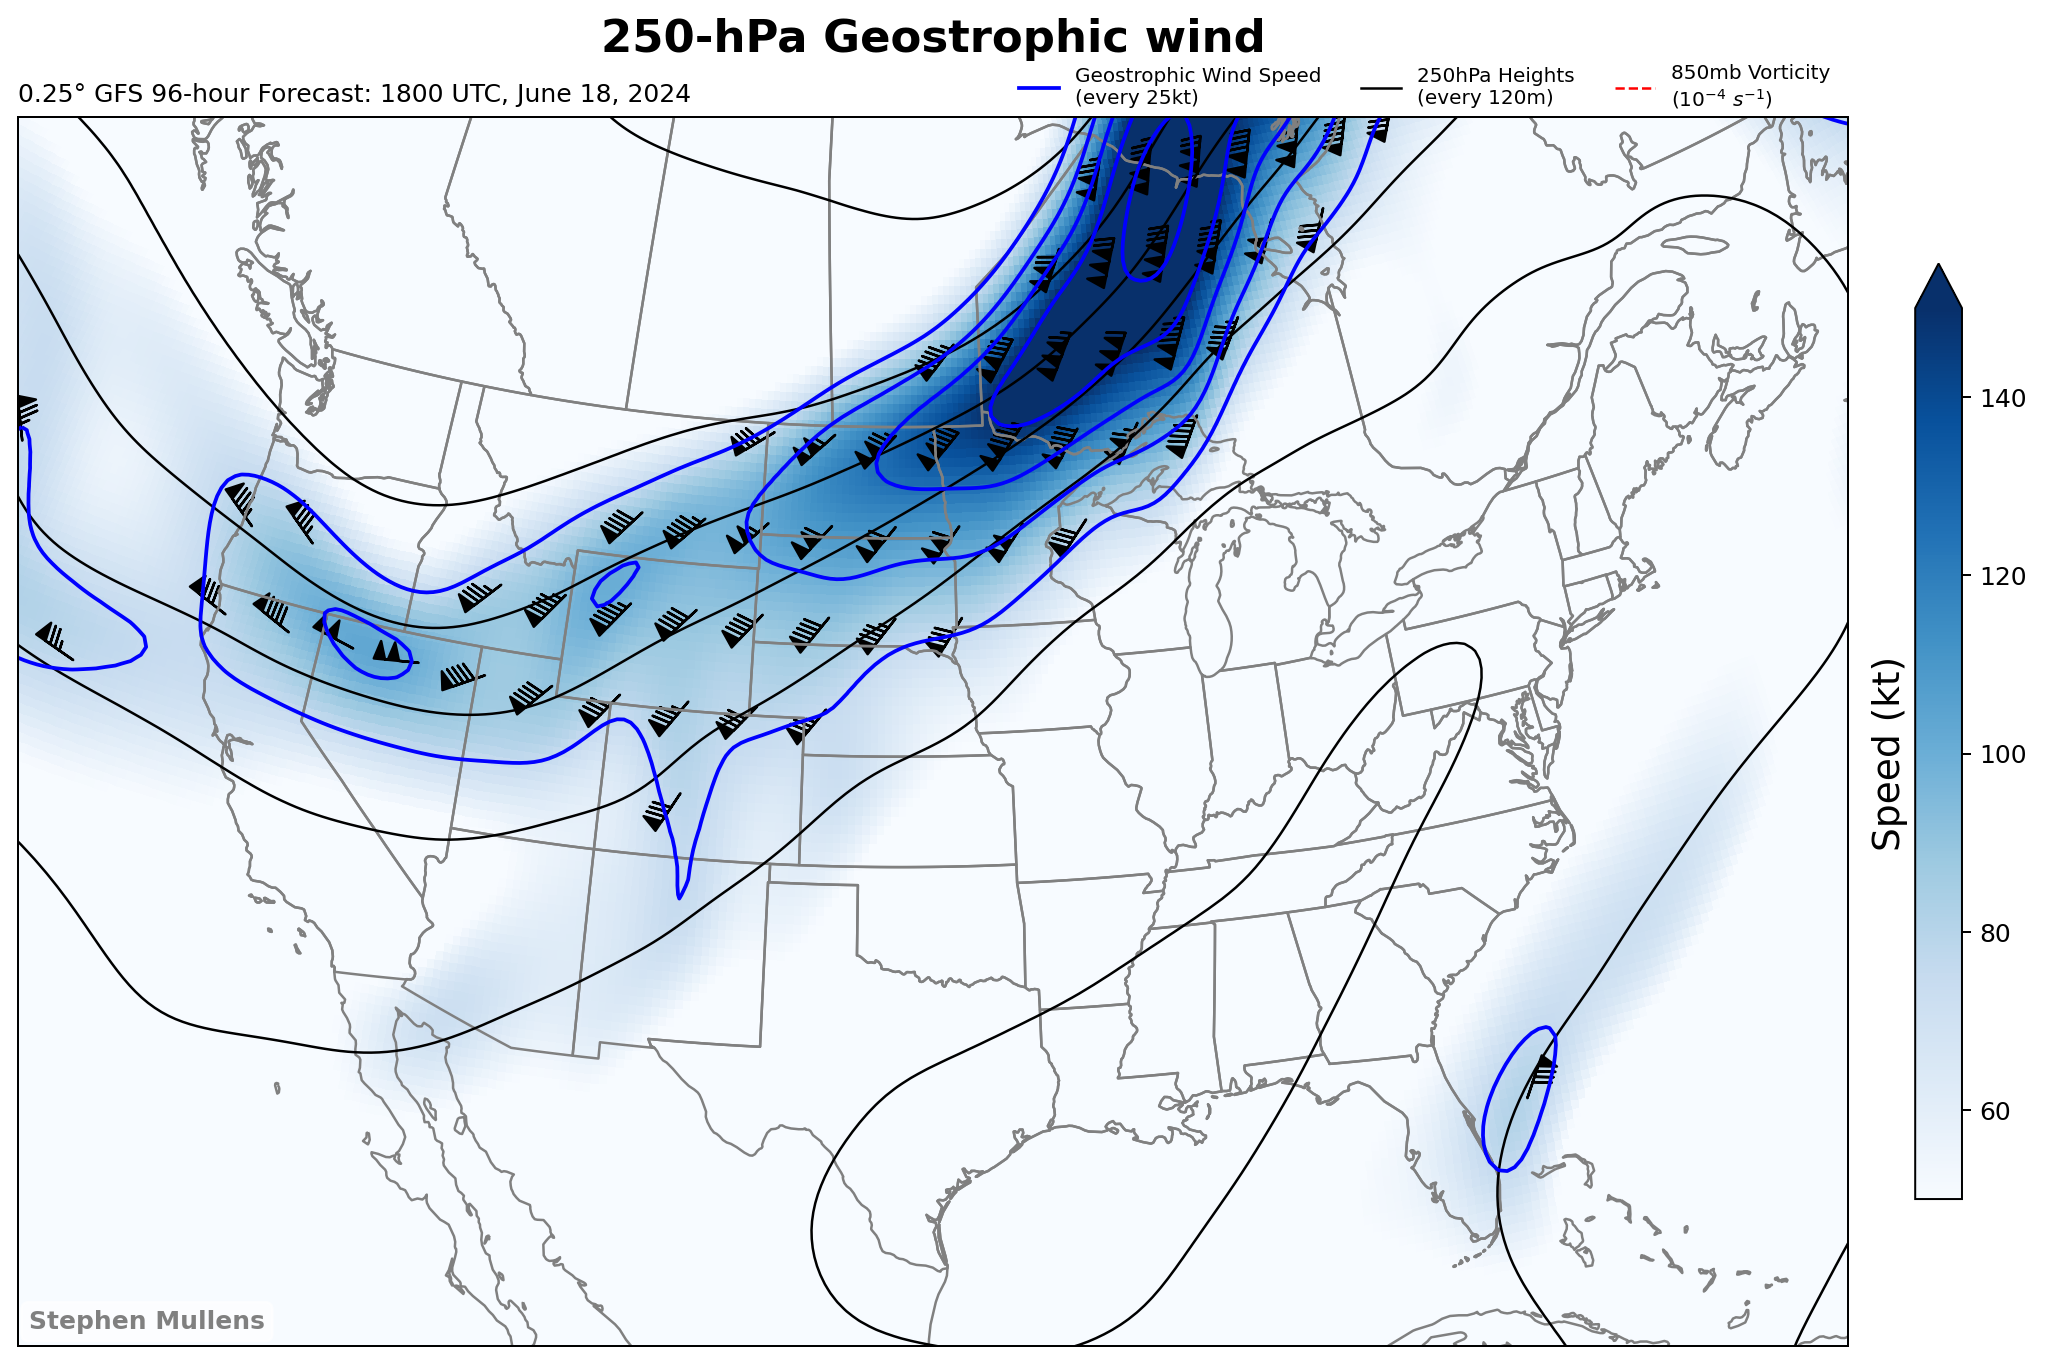 250-hPa Geostrophic wind
0.25° GFS 96-hour Forecast: 1800 UTC, June 18, 2024
Geostrophic Wind Speed
(every 25kt)
250hPa Heights
(every 120m)
850mb Vorticity
(10⁻⁴ s⁻¹)
140
120
100
80
60
Speed (kt)
Stephen Mullens